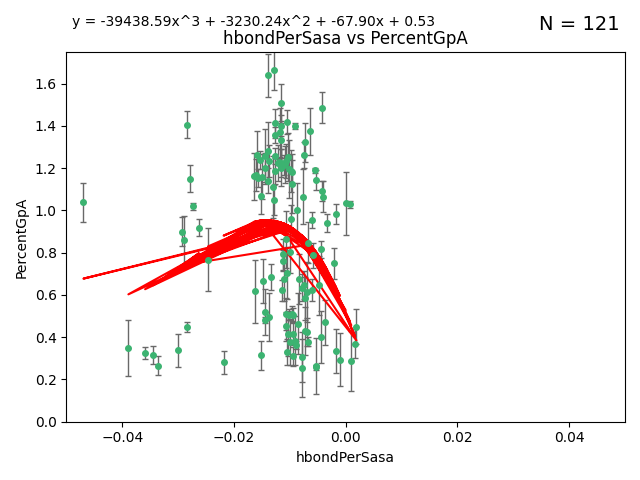 y = -39438.59x^3 + -3230.24x^2 + -67.90x + 0.53
N = 121
hbondPerSasa vs PercentGpA
PercentGpA
1.6
1.4
1.2
1.0
0.8
0.6
0.4
0.2
0.0
−0.04 −0.02 0.00 0.02 0.04
hbondPerSasa